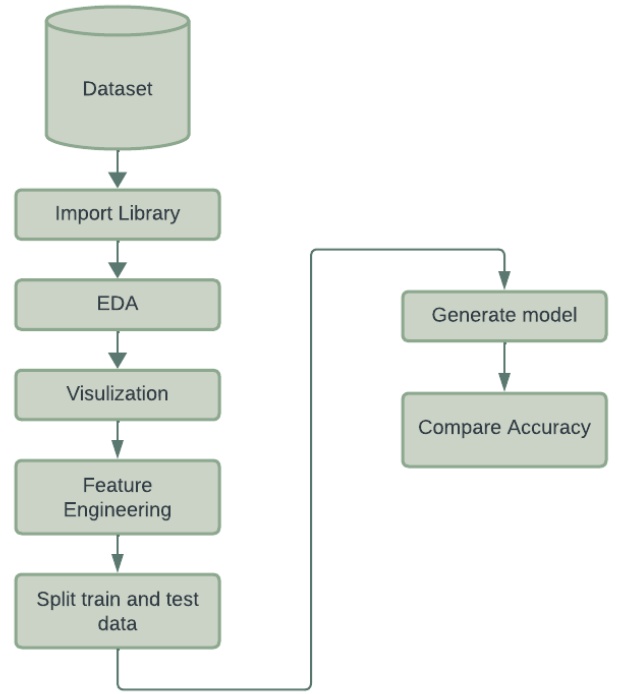 Dataset
Import Library
EDA
Visulization
Feature
Engineering
Split train and test
data
Generate model
Compare Accuracy